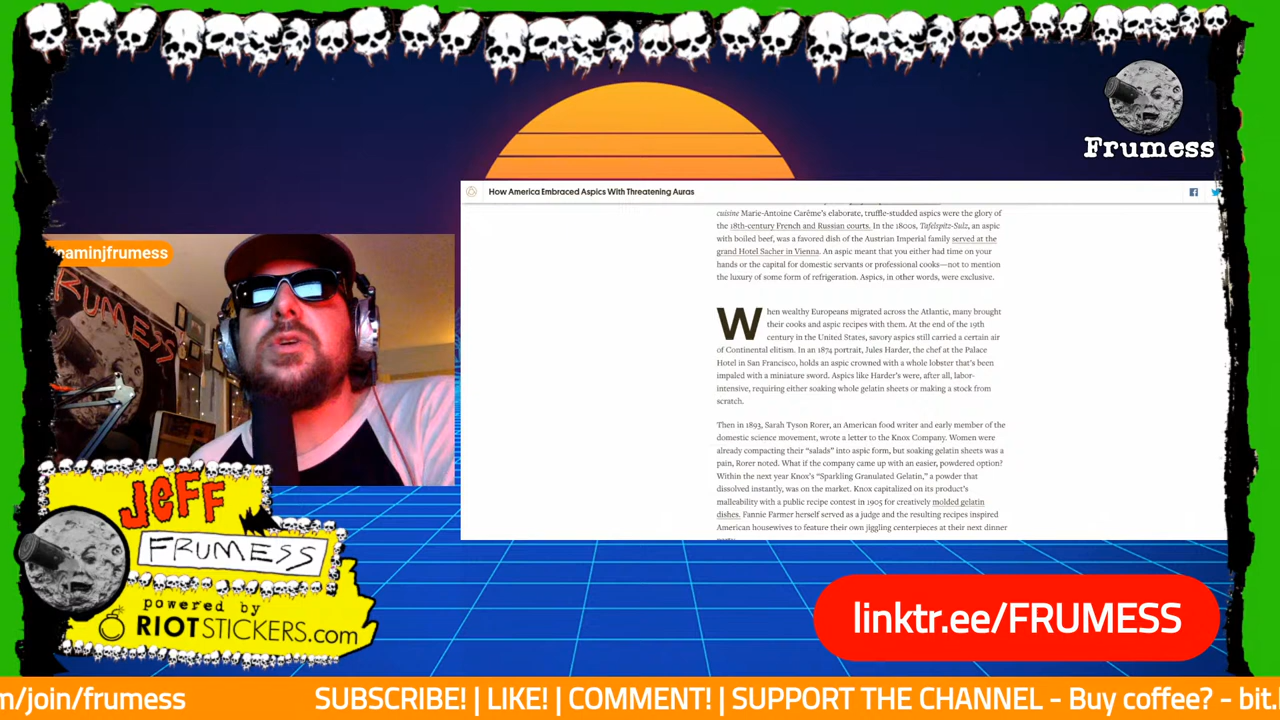 Frumess
How America Embraced Aspics With Threatening Auras
cuisine Marie-Antoine Carême's elaborate, truffle-studded aspics were the glory of
the 18th-century French and Russian courts. In the 1800s, Tafelspitz-Sulz, an aspic
with boiled beef, was a favored dish of the Austrian Imperial family served at the
grand Hotel Sacher in Vienna. An aspic meant that you either had time on your
hands or the capital for domestic servants or professional cooks—not to mention
the luxury of some form of refrigeration. Aspics, in other words, were exclusive.
When wealthy Europeans migrated across the Atlantic, many brought
their cooks and aspic recipes with them. At the end of the 19th
century in the United States, savory aspics still carried a certain air
of Continental elitism. In an 1874 portrait, Jules Harder, the chef at the Palace
Hotel in San Francisco, holds an aspic crowned with a whole lobster that's been
impaled with a miniature sword. Aspics like Harder's were, after all, labor-
intensive, requiring either soaking whole gelatin sheets or making a stock from
scratch.
Then in 1893, Sarah Tyson Rorer, an American food writer and early member of the
domestic science movement, wrote a letter to the Knox Company. Women were
already compacting their "salads" into aspic form, but soaking gelatin sheets was a
pain, Rorer noted. What if the company came up with an easier, powdered option?
Within the next year Knox's "Sparkling Granulated Gelatin," a powder that
dissolved instantly, was on the market. Knox capitalized on its product's
malleability with a public recipe contest in 1905 for creatively molded gelatin
dishes. Fannie Farmer herself served as a judge and the resulting recipes inspired
American housewives to feature their own jiggling centerpieces at their next dinner
eaminjfrumess
FRUMESS
JEFF
FRUMESS
powered by
RIOTSTICKERS.com
linktr.ee/FRUMESS
m/join/frumess SUBSCRIBE! | LIKE! | COMMENT! | SUPPORT THE CHANNEL - Buy coffee? - bit.